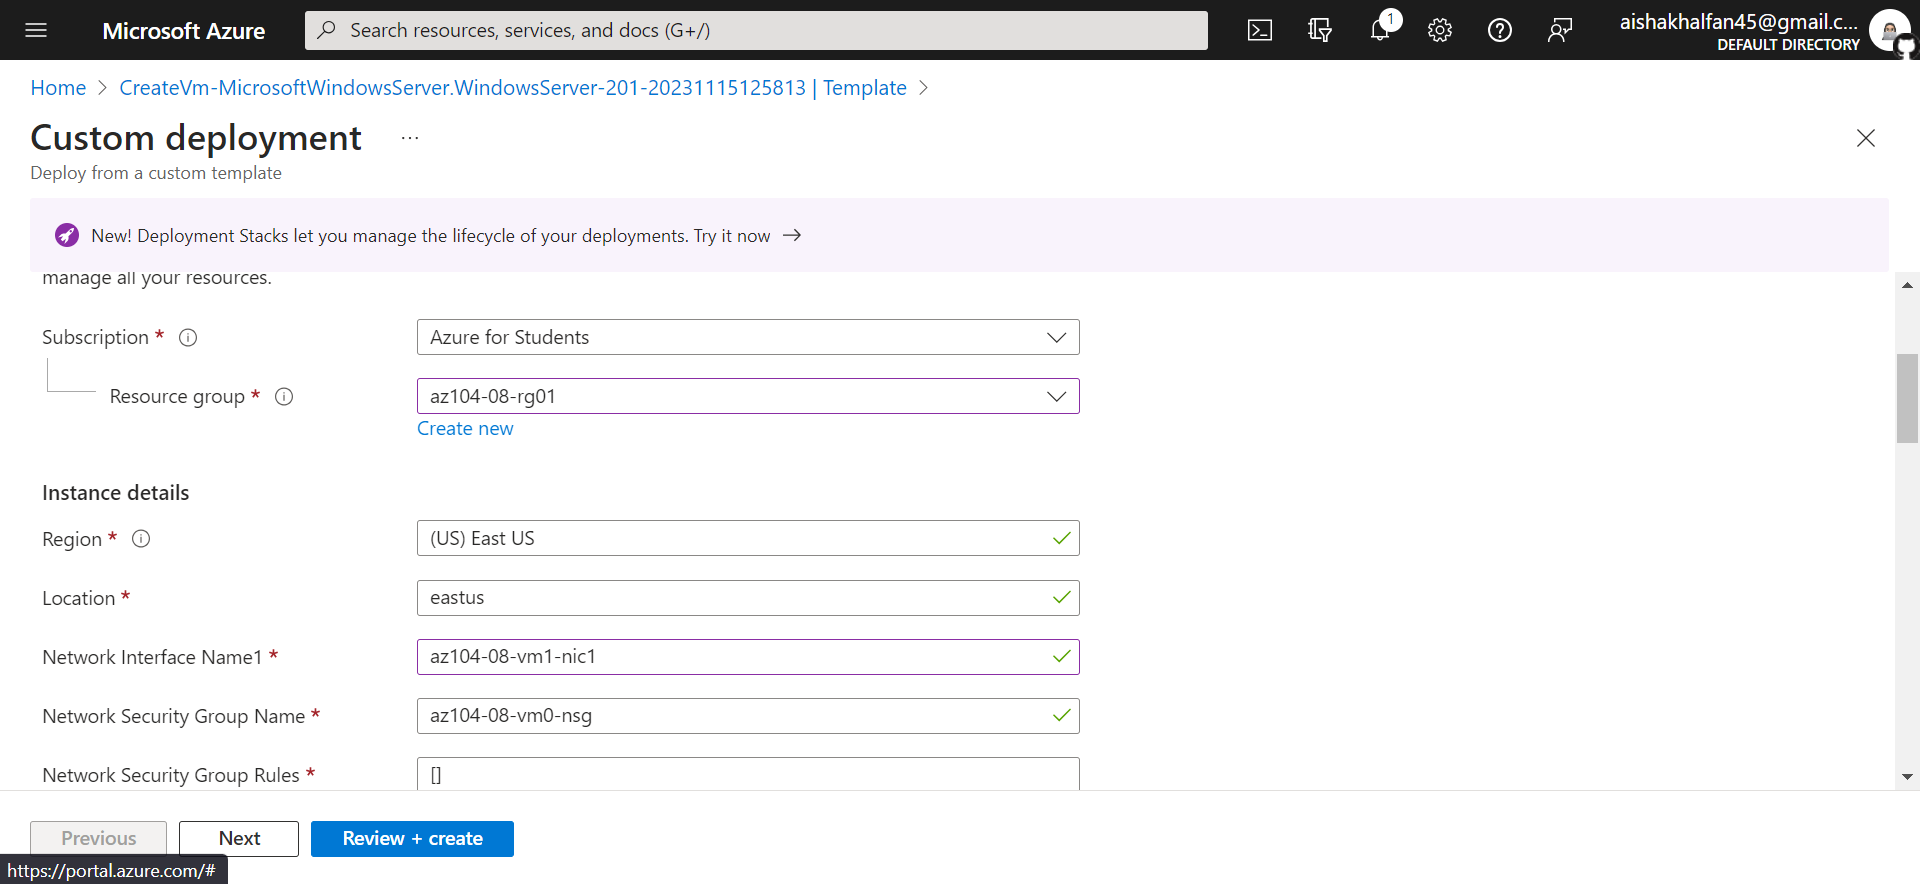 Microsoft Azure
Search resources, services, and docs (G+/)
1
aishakhalfan45@gmail.c...
DEFAULT DIRECTORY
Home > CreateVm-MicrosoftWindowsServer.WindowsServer-201-20231115125813 | Template >
Custom deployment ...
Deploy from a custom template
New! Deployment Stacks let you manage the lifecycle of your deployments. Try it now →
manage all your resources.
Subscription * Azure for Students
Resource group * az104-08-rg01
Create new
Instance details
Region * (US) East US
Location * eastus
Network Interface Name1 * az104-08-vm1-nic1
Network Security Group Name * az104-08-vm0-nsg
Network Security Group Rules * []
Previous Next Review + create
https://portal.azure.com/#